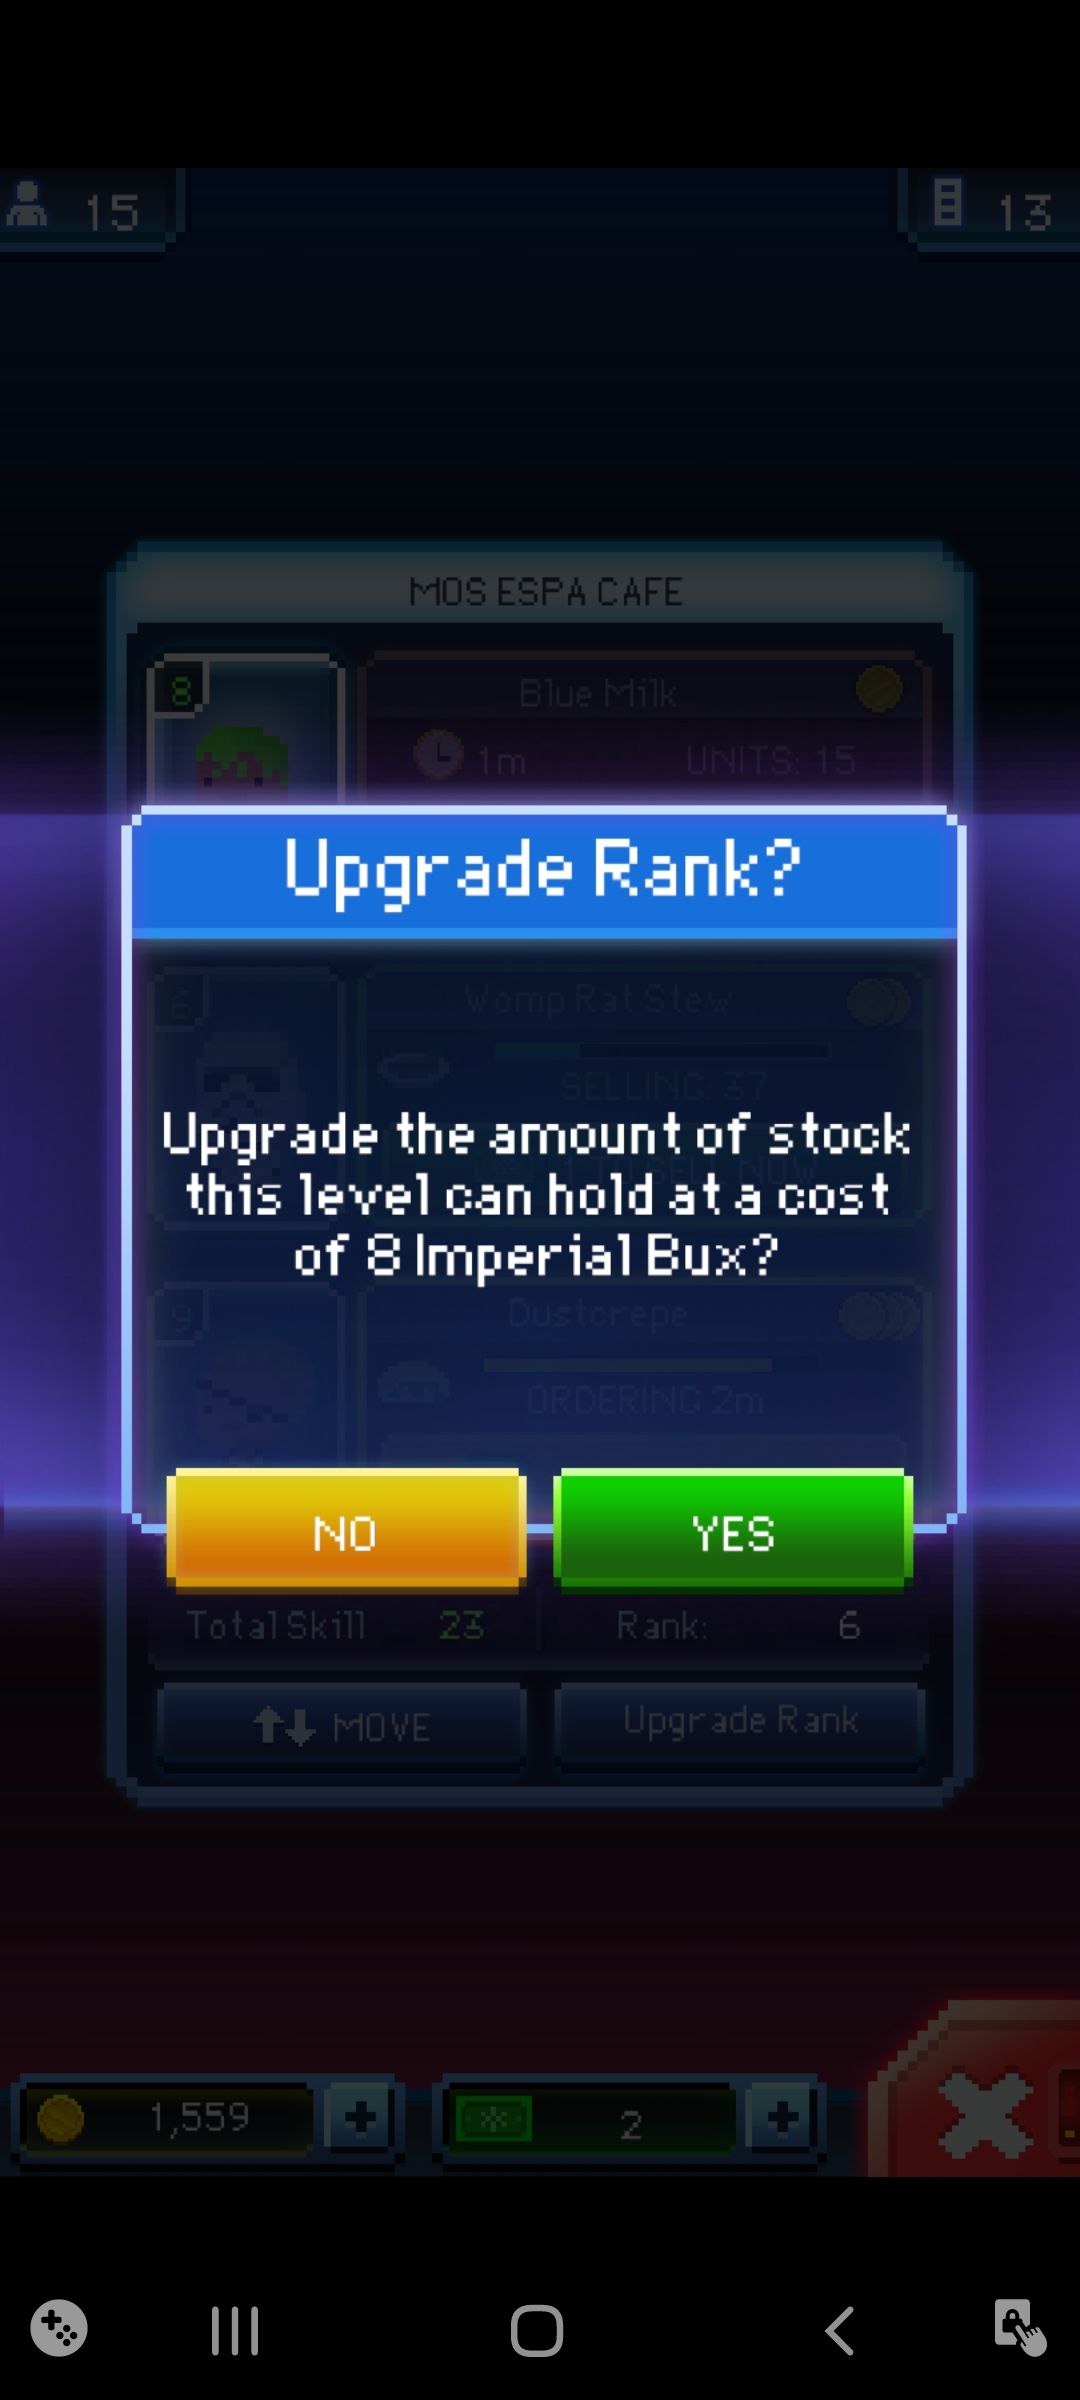 15
13
MOS ESPA CAFE
8
Blue Milk
1m
UNITS: 15
Upgrade Rank?
6
Womp Rat Stew
SELLING: 37
Upgrade the amount of stock
this level can hold at a cost
of 8 Imperial Bux?
9
Dustcrepe
ORDERING 2m
NO
YES
Total Skill
23
Rank:
6
MOVE
Upgrade Rank
1,559
2